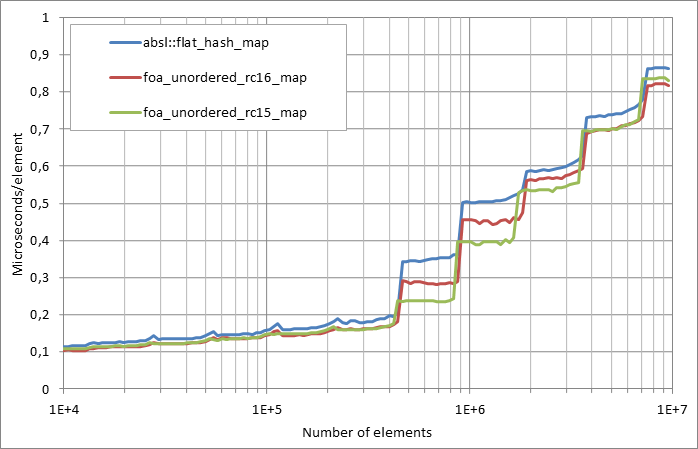 1
0,9
0,8
0,7
0,6
0,5
0,4
0,3
0,2
0,1
0
Microseconds/element
absl::flat_hash_map
foa_unordered_rc16_map
foa_unordered_rc15_map
1E+4 1E+5 1E+6 1E+7
Number of elements